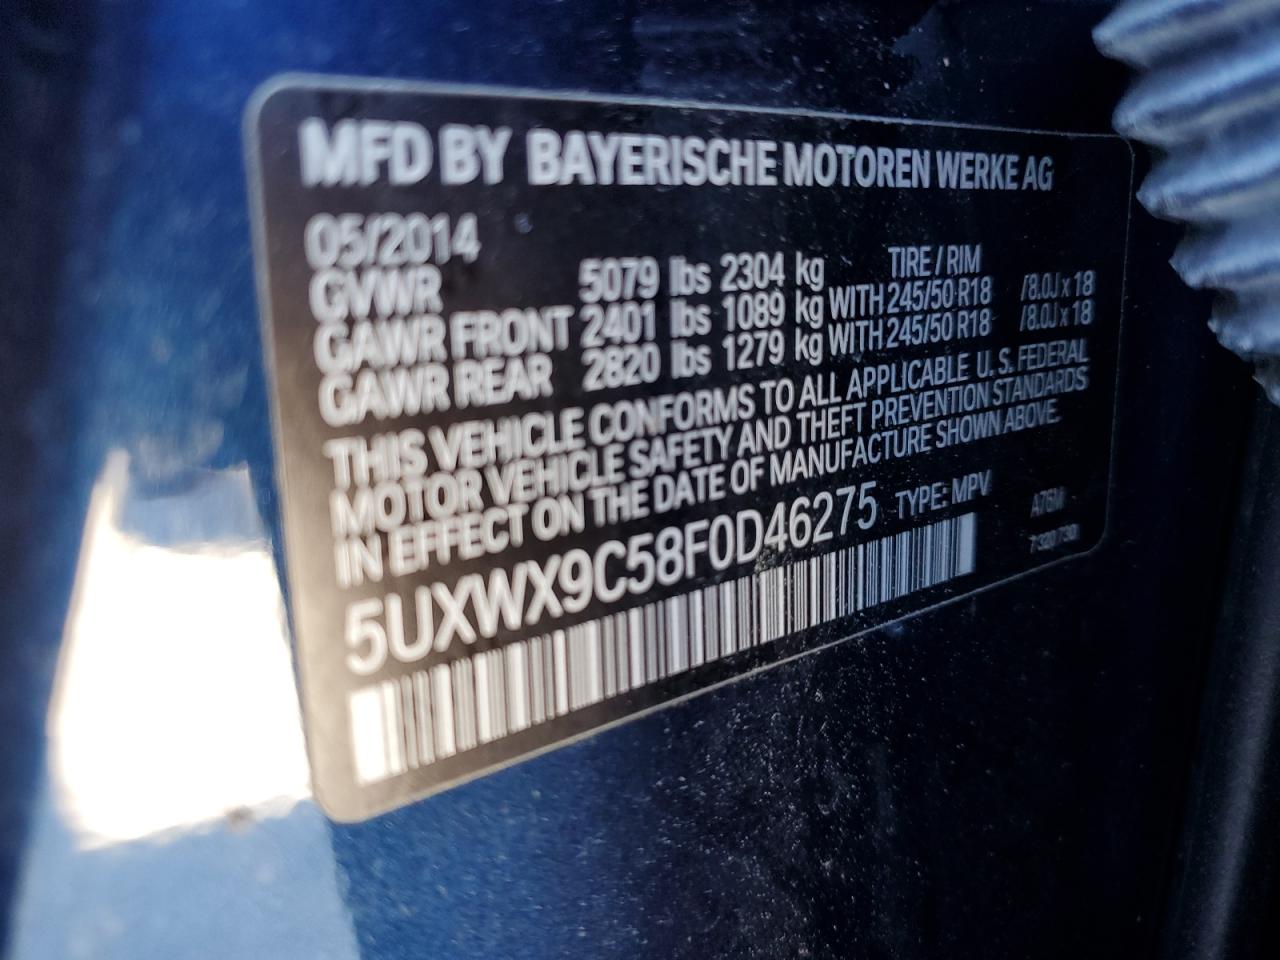 MFD BY BAYERISCHE MOTOREN WERKE AG
05/2014
GVWR 5079 lbs 2304 kg TIRE / RIM
GAWR FRONT 2401 lbs 1089 kg WITH 245/50 R18 /8.0J x 18
GAWR REAR 2820 lbs 1279 kg WITH 245/50 R18 /8.0J x 18
THIS VEHICLE CONFORMS TO ALL APPLICABLE U.S. FEDERAL
MOTOR VEHICLE SAFETY AND THEFT PREVENTION STANDARDS
IN EFFECT ON THE DATE OF MANUFACTURE SHOWN ABOVE.
5UXWX9C58F0D46275 TYPE: MPV A76M